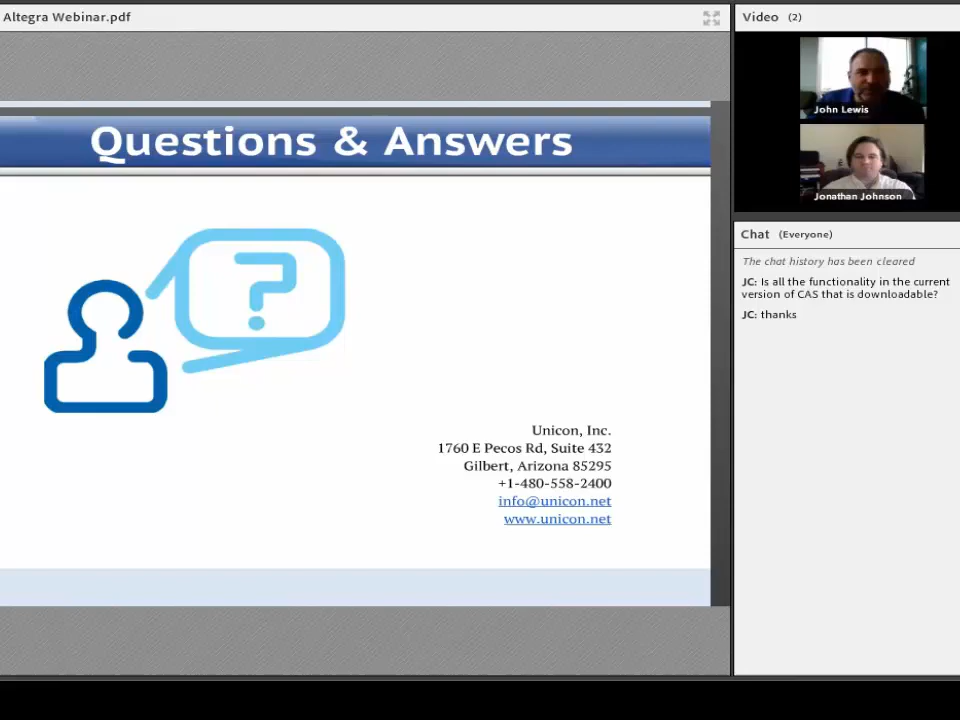 Altegra Webinar.pdf
Questions & Answers
?
Unicon, Inc.
1760 E Pecos Rd, Suite 432
Gilbert, Arizona 85295
+1-480-558-2400
info@unicon.net
www.unicon.net
Video (2)
John Lewis
Jonathan Johnson
Chat (Everyone)
The chat history has been cleared
JC: Is all the functionality in the current
version of CAS that is downloadable?
JC: thanks